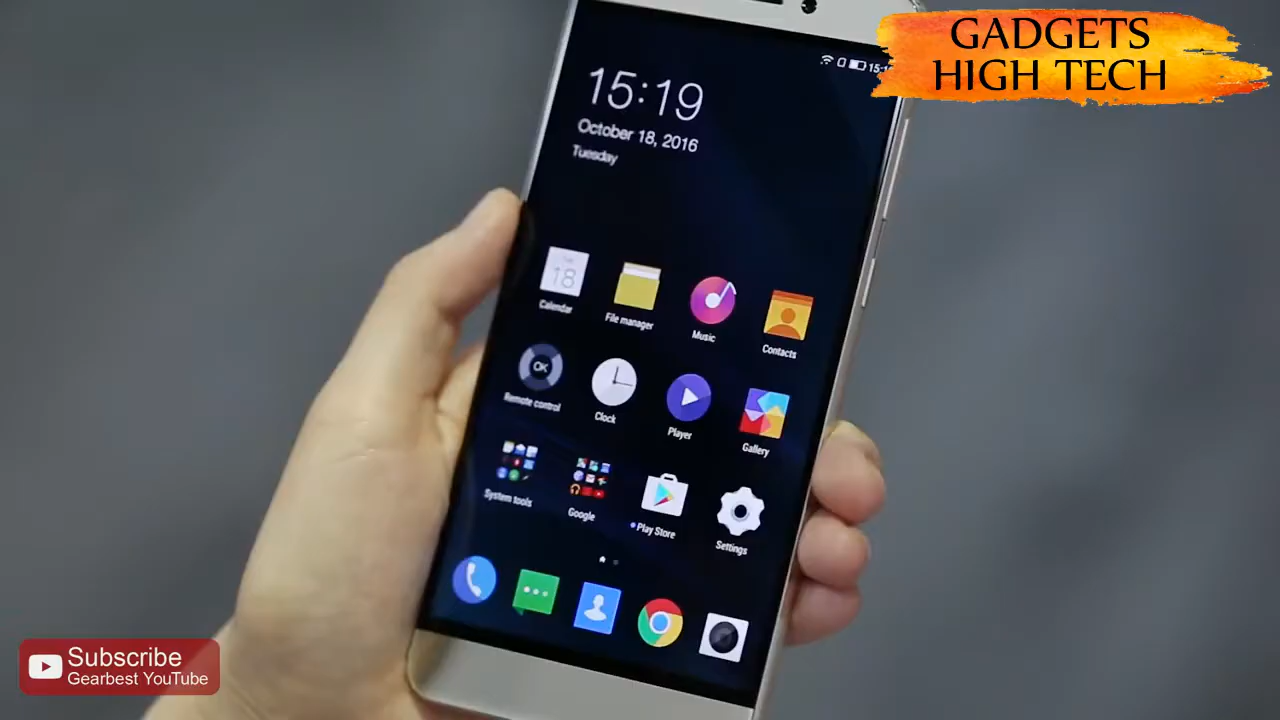 GADGETS
HIGH TECH
15:19
October 18, 2016
Tuesday
18
Calendar
File manager
Music
Contacts
OK
Remote control
Clock
Player
Gallery
System tools
Google
Play Store
Settings
Subscribe
Gearbest YouTube